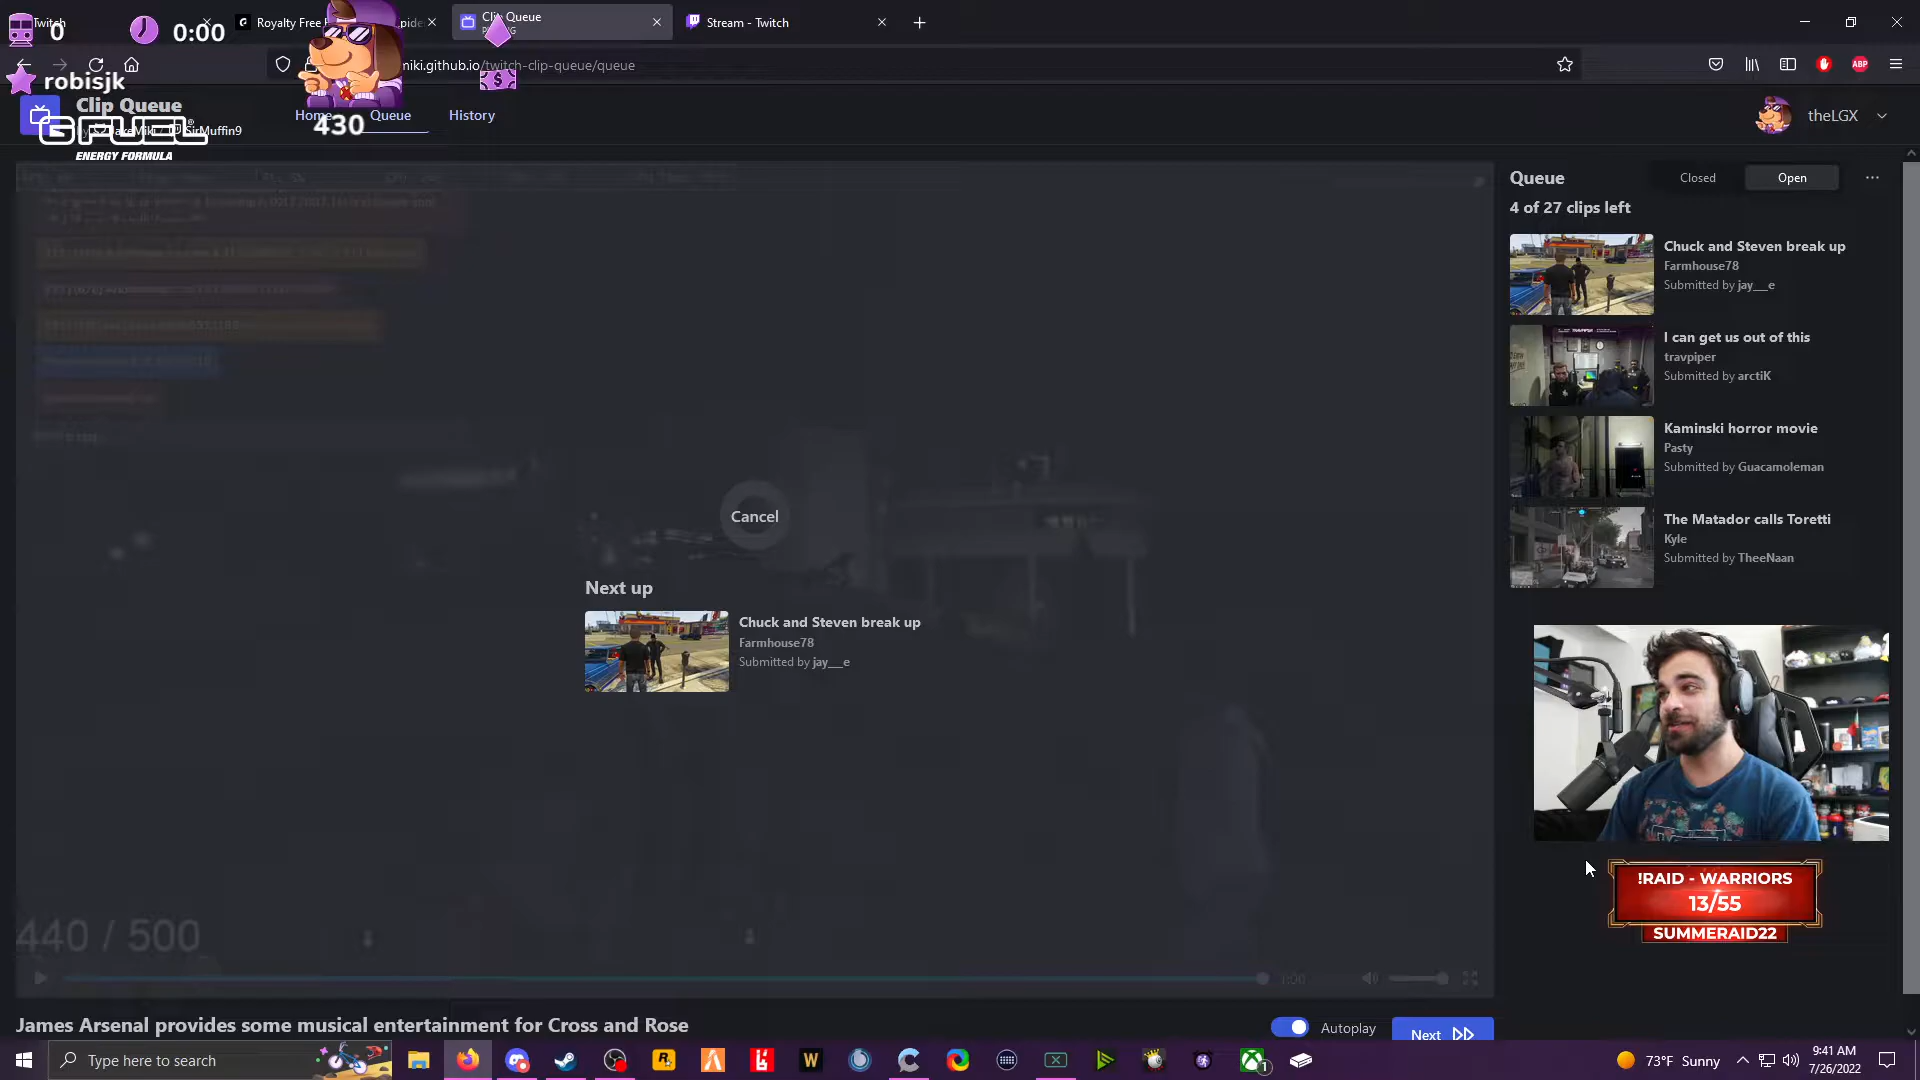 Twitch
Royalty Free
Clip Queue
PLAYING
Stream - Twitch
0
0:00
miki.github.io/twitch-clip-queue/queue
robisjk
Clip Queue
SirMuffin9
G FUEL
ENERGY FORMULA
Home
Queue
History
430
theLGX
Queue
Closed
Open
4 of 27 clips left
Chuck and Steven break up
Farmhouse78
Submitted by jay__e
I can get us out of this
travpiper
Submitted by arctiK
Kaminski horror movie
Pasty
Submitted by Guacamoleman
The Matador calls Toretti
Kyle
Submitted by TheeNaan
Cancel
Next up
Chuck and Steven break up
Farmhouse78
Submitted by jay__e
!RAID - WARRIORS
13/55
SUMMERAID22
440 / 500
1:00
James Arsenal provides some musical entertainment for Cross and Rose
Autoplay
Next
Type here to search
73°F Sunny
9:41 AM
7/26/2022